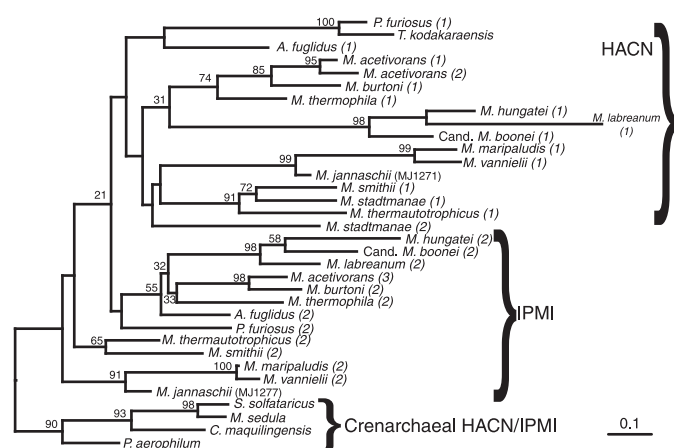 100 P. furiosus (1)
T. kodakaraensis
A. fuglidus (1)
HACN
95 M. acetivorans (1)
85 M. acetivorans (2)
74 M. burtoni (1)
M. thermophila (1)
31
M. hungatei (1)
98 M. labreanum
(1)
Cand. M. boonei (1)
99 M. maripaludis (1)
99 M. vannielii (1)
M. jannaschii (MJ1271)
72 M. smithii (1)
91 M. stadtmanae (1)
M. thermautotrophicus (1)
21
M. stadtmanae (2)
58 M. hungatei (2)
98 Cand. M. boonei (2)
M. labreanum (2)
32
98 M. acetivorans (3)
55 M. burtoni (2)
33 M. thermophila (2)
A. fuglidus (2)
IPMI
P. furiosus (2)
65 M. thermautotrophicus (2)
M. smithii (2)
100 M. maripaludis (2)
91 M. vannielii (2)
M. jannaschii (MJ1277)
98 S. solfataricus
93 M. sedula
90 C. maquilingensis
Crenarchaeal HACN/IPMI
0.1
P. aerophilum